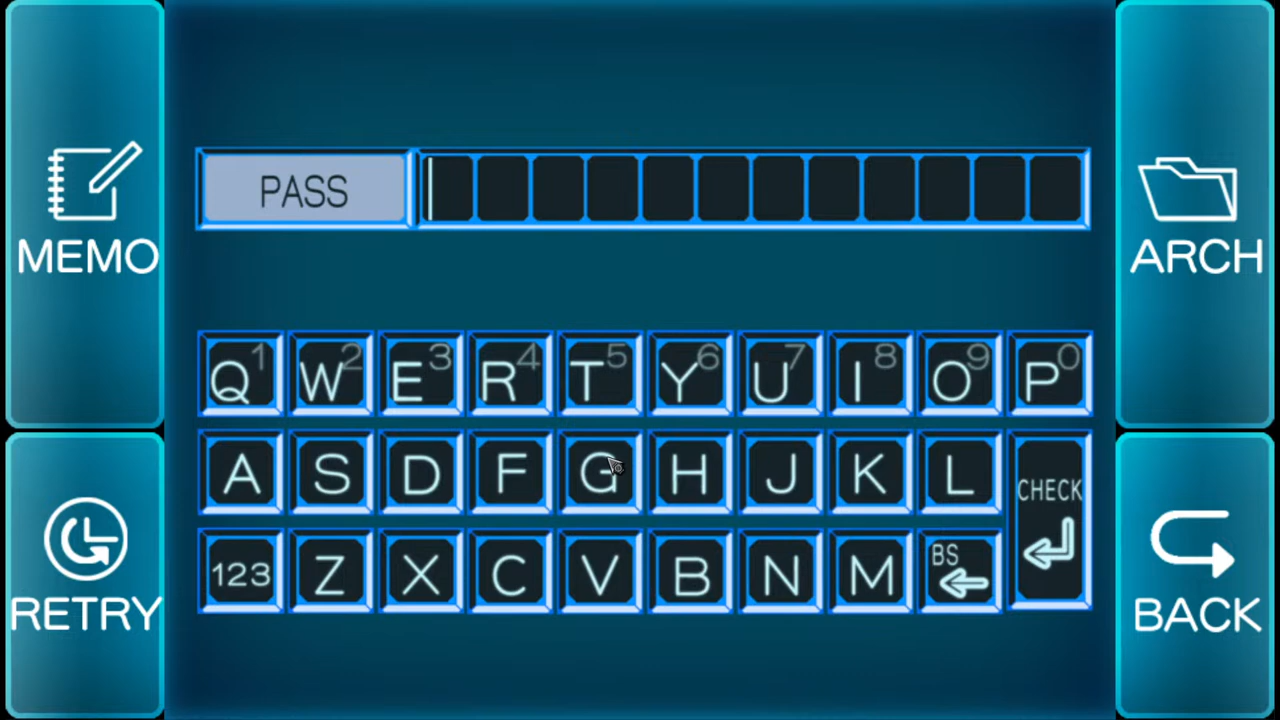 PASS
MEMO
ARCH
Q1 W2 E3 R4 T5 Y6 U7 I8 O9 P0
A S D F G H J K L CHECK
123 Z X C V B N M BS
RETRY
BACK